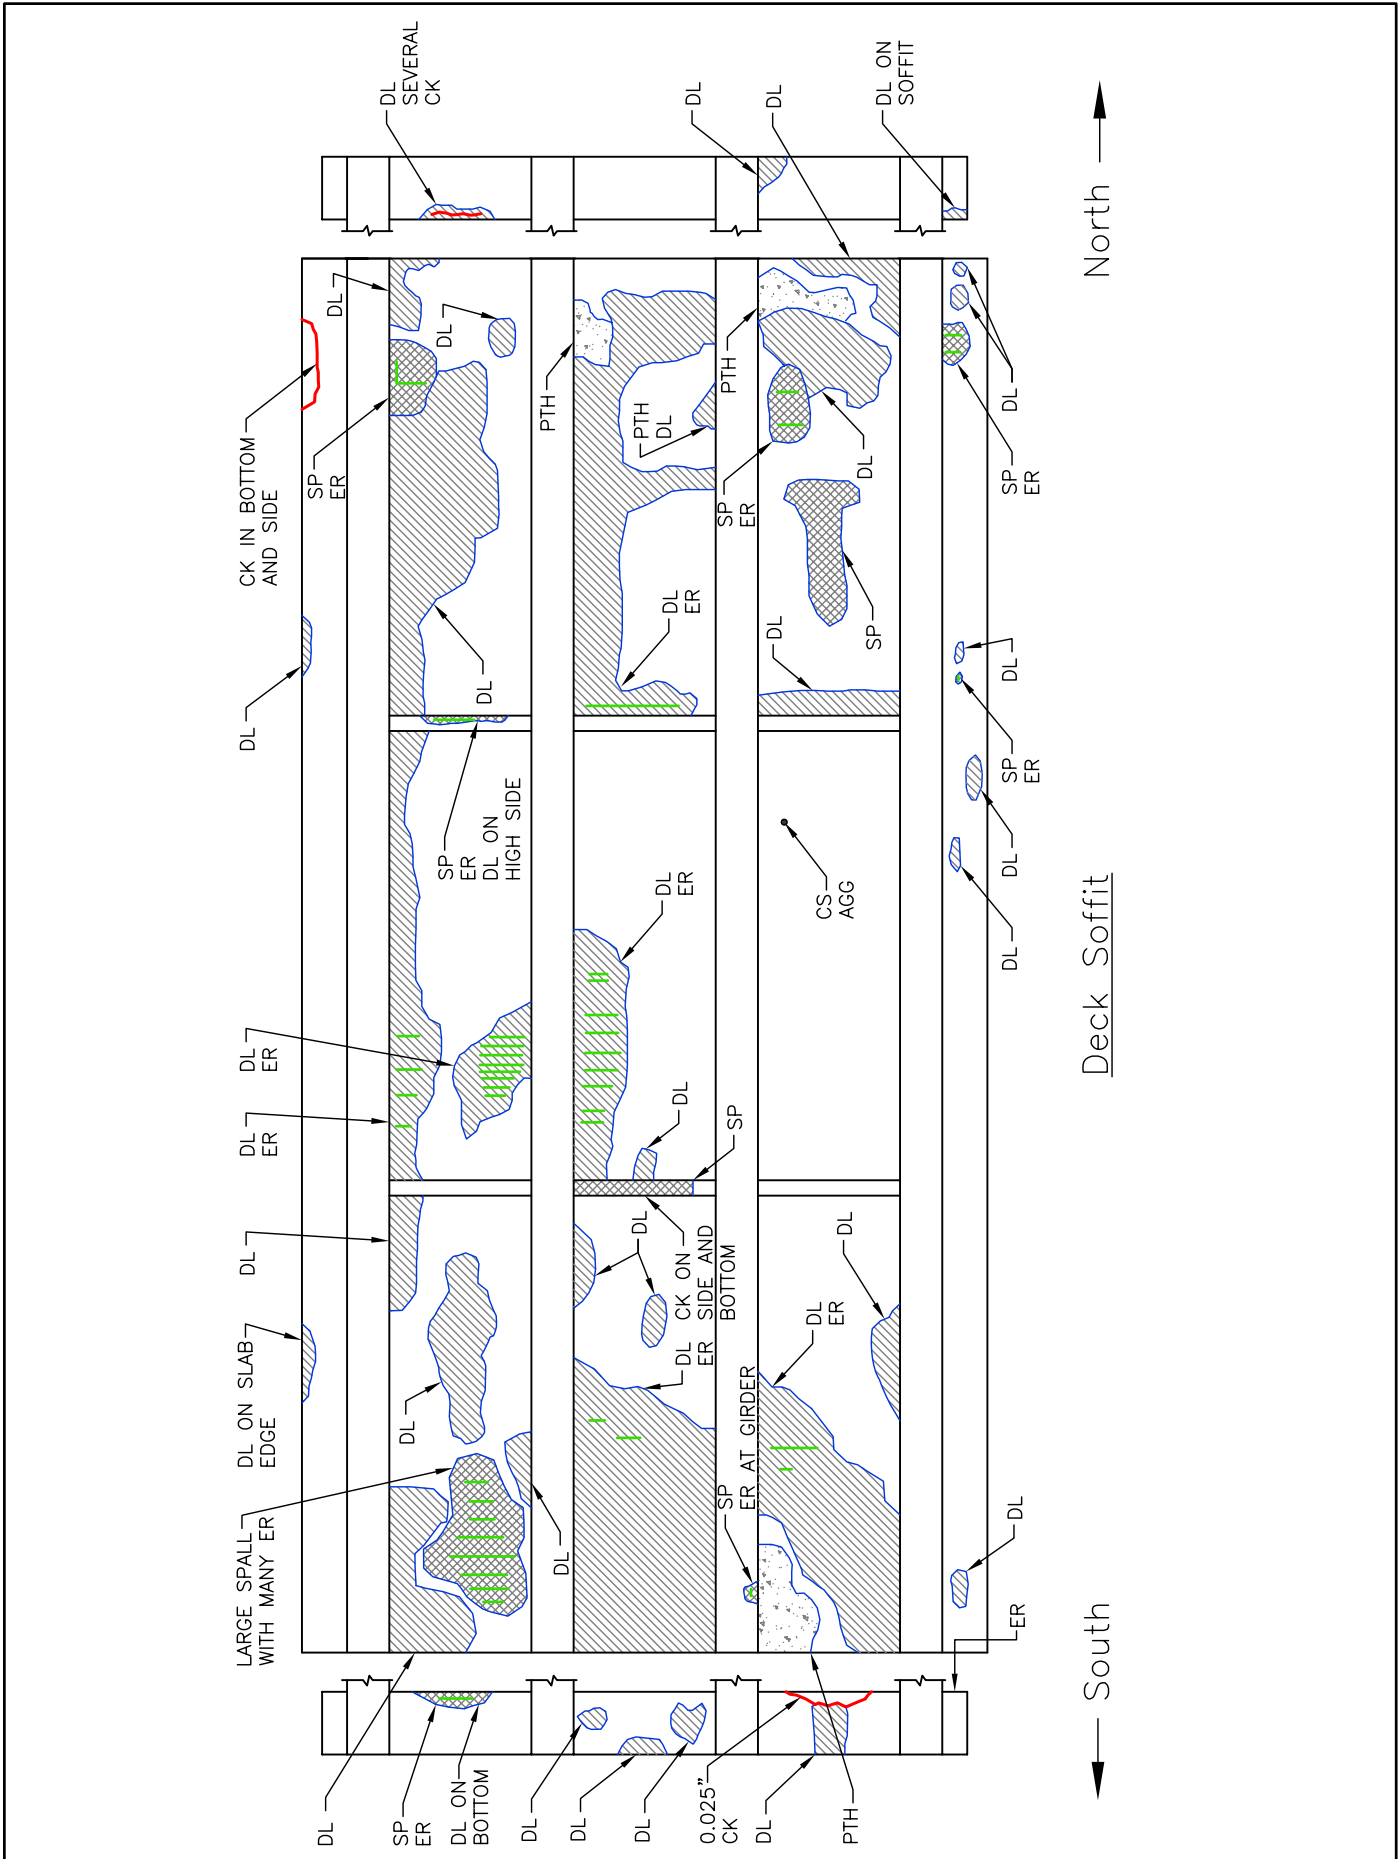 LARGE SPALL
WITH MANY ER
DL ON SLAB
EDGE
DL
DL
ER
DL
ER
DL
CK IN BOTTOM
AND SIDE
DL
SP
ER
DL
SP
ER
DL
DL
SEVERAL
CK
DL ON
BOTTOM
SP
ER
DL ON
HIGH SIDE
DL
DL
DL
DL
PTH
DL
DL
DL
DL
ER
CK ON
SIDE AND
BOTTOM
DL
DL
ER
DL
ER
PTH
DL
DL
0.025"
CK
SP
ER AT GIRDER
SP
SP
ER
PTH
DL
DL
DL
DL
ER
CS
AGG
PTH
DL
SP
DL
DL ON
SOFFIT
ER
DL
DL
DL
SP
ER
DL
SP
ER
DL
South
Deck Soffit
North